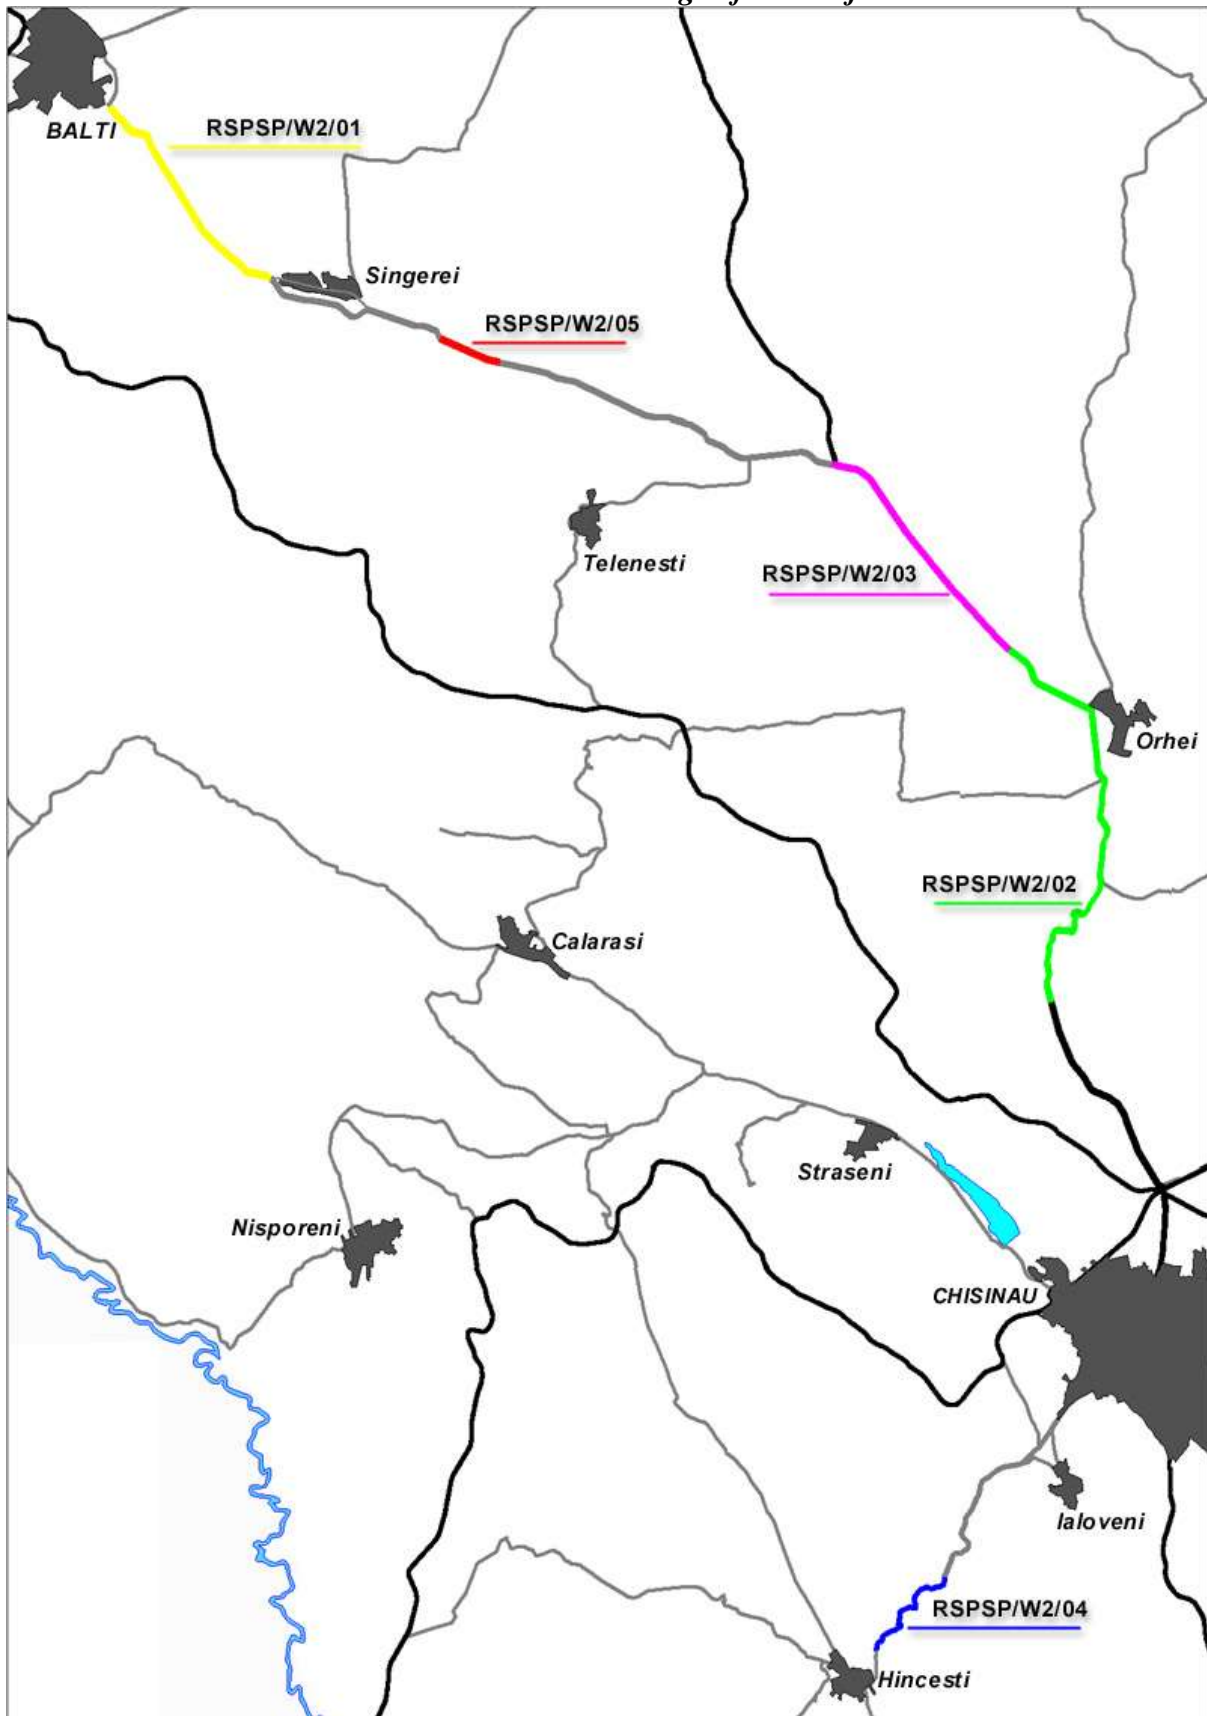 BALTI
RSPSP/W2/01
Singerei
RSPSP/W2/05
Telenesti
RSPSP/W2/03
Orhei
RSPSP/W2/02
Calarasi
Straseni
Nisporeni
CHISINAU
Ialoveni
RSPSP/W2/04
Hincesti